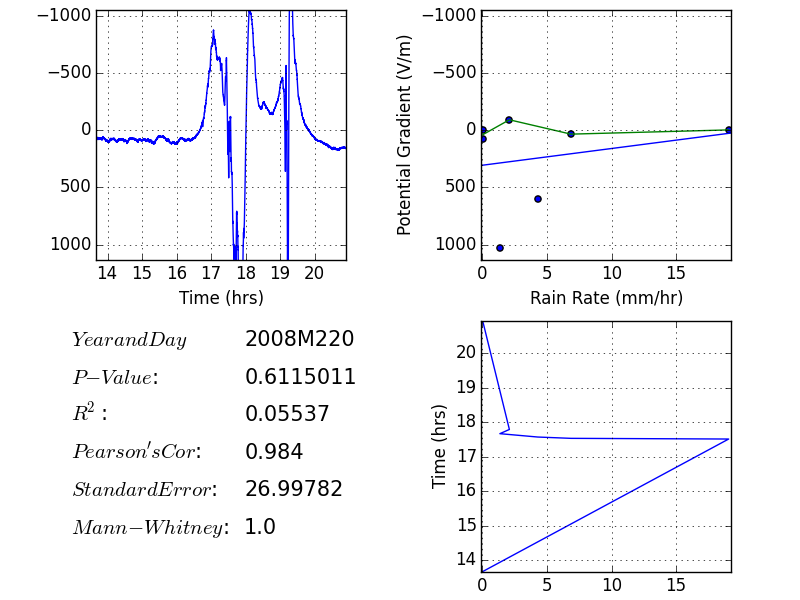 −1000
−500
0
500
1000
14 15 16 17 18 19 20
Time (hrs)
Potential Gradient (V/m)
−1000
−500
0
500
1000
0 5 10 15
Rain Rate (mm/hr)
YearandDay 2008M220
P−Value: 0.6115011
R²: 0.05537
Pearson'sCor: 0.984
StandardError: 26.99782
Mann−Whitney: 1.0
Time (hrs)
20
19
18
17
16
15
14
0 5 10 15